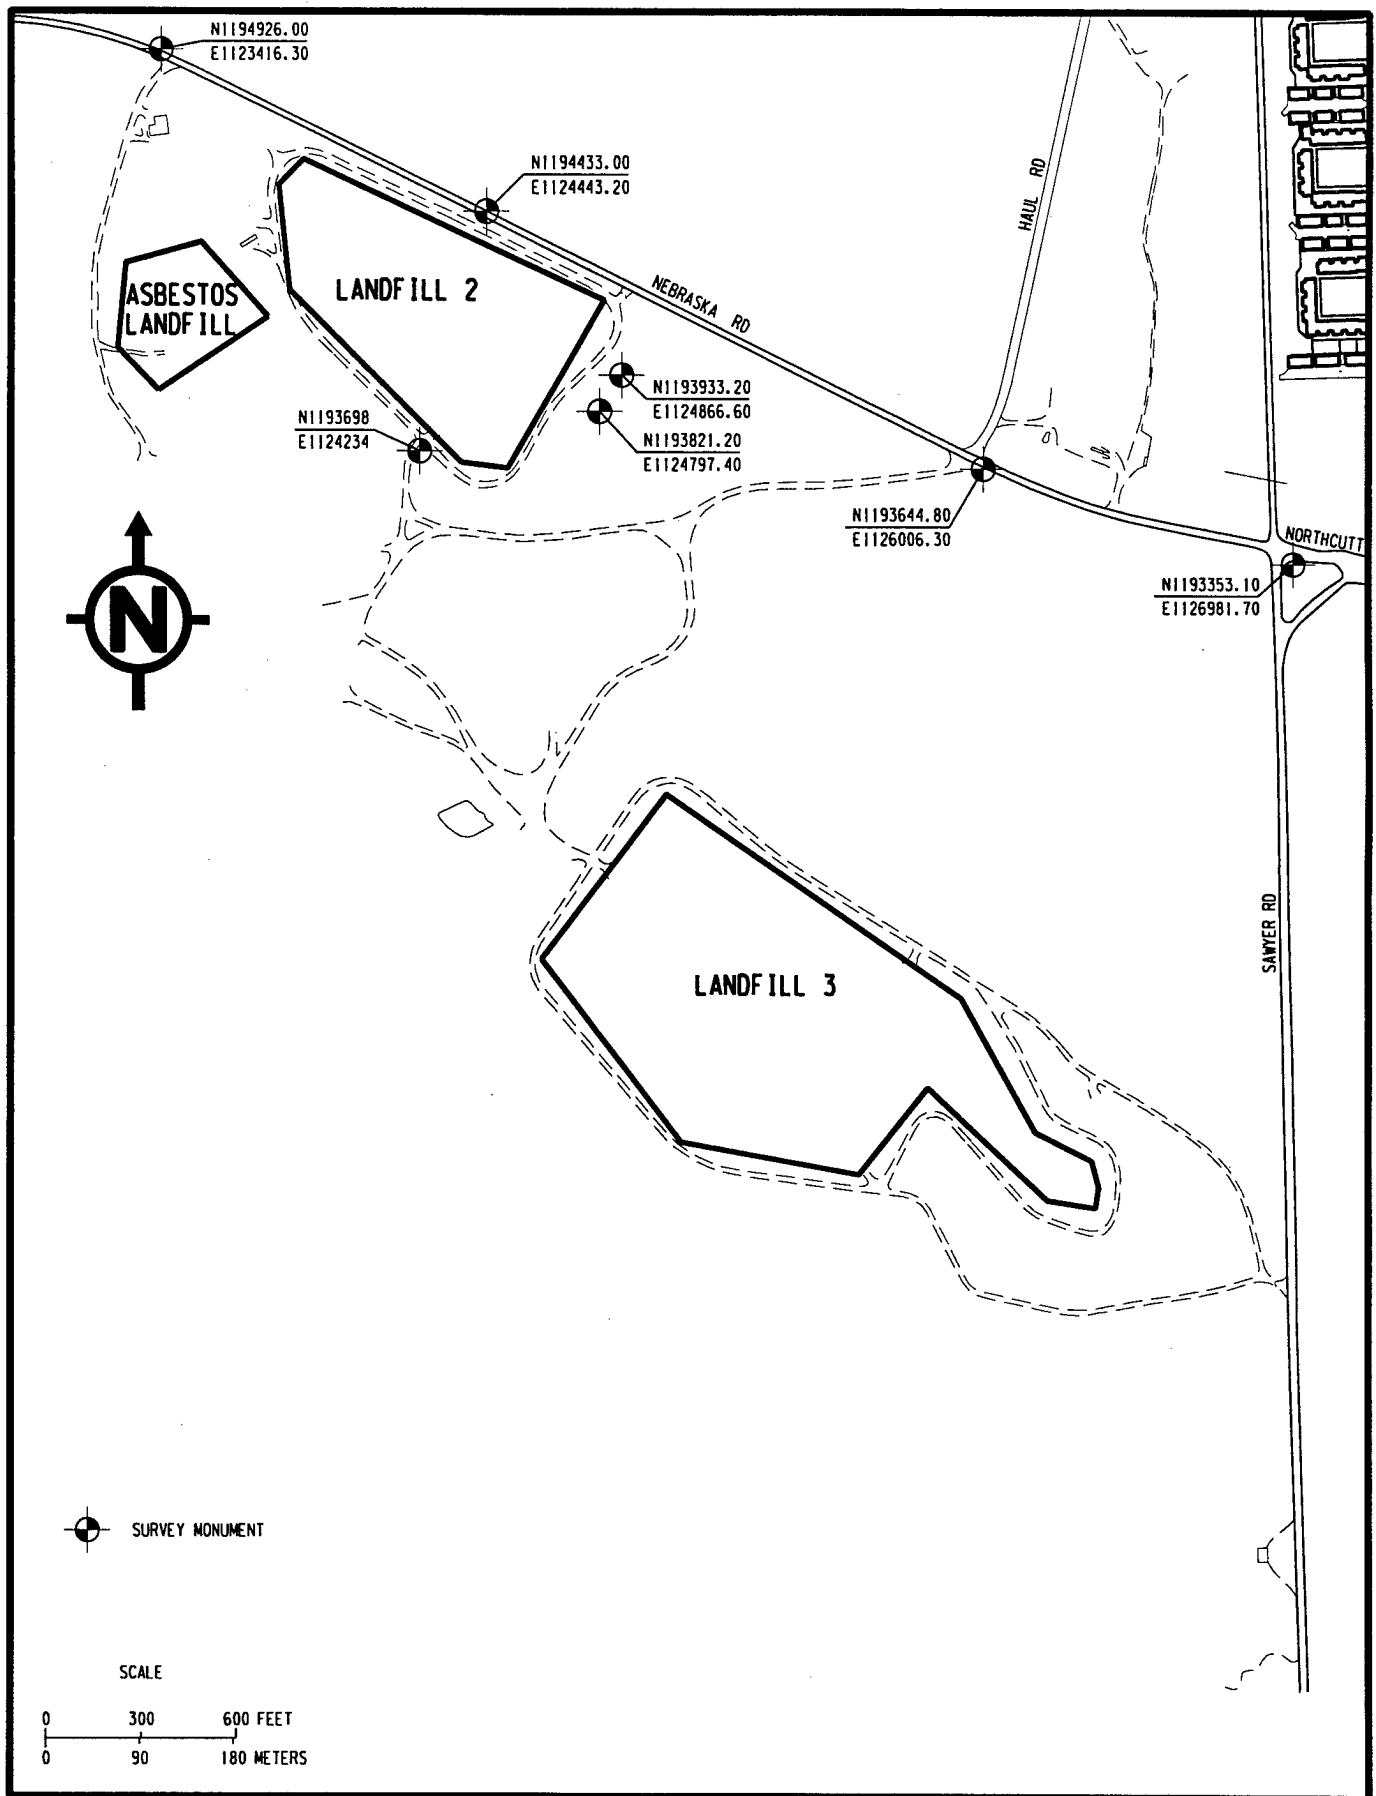 N1194926.00
E1123416.30
N1194433.00
E1124443.20
HAUL RD
LANDFILL 2
NEBRASKA RD
ASBESTOS
LANDFILL
N1193933.20
E1124866.60
N1193698
E1124234
N1193821.20
E1124797.40
N1193644.80
E1126006.30
NORTHCUTT
N1193353.10
E1126981.70
N
SAWYER RD
LANDFILL 3
SURVEY MONUMENT
SCALE
0 300 600 FEET
0 90 180 METERS